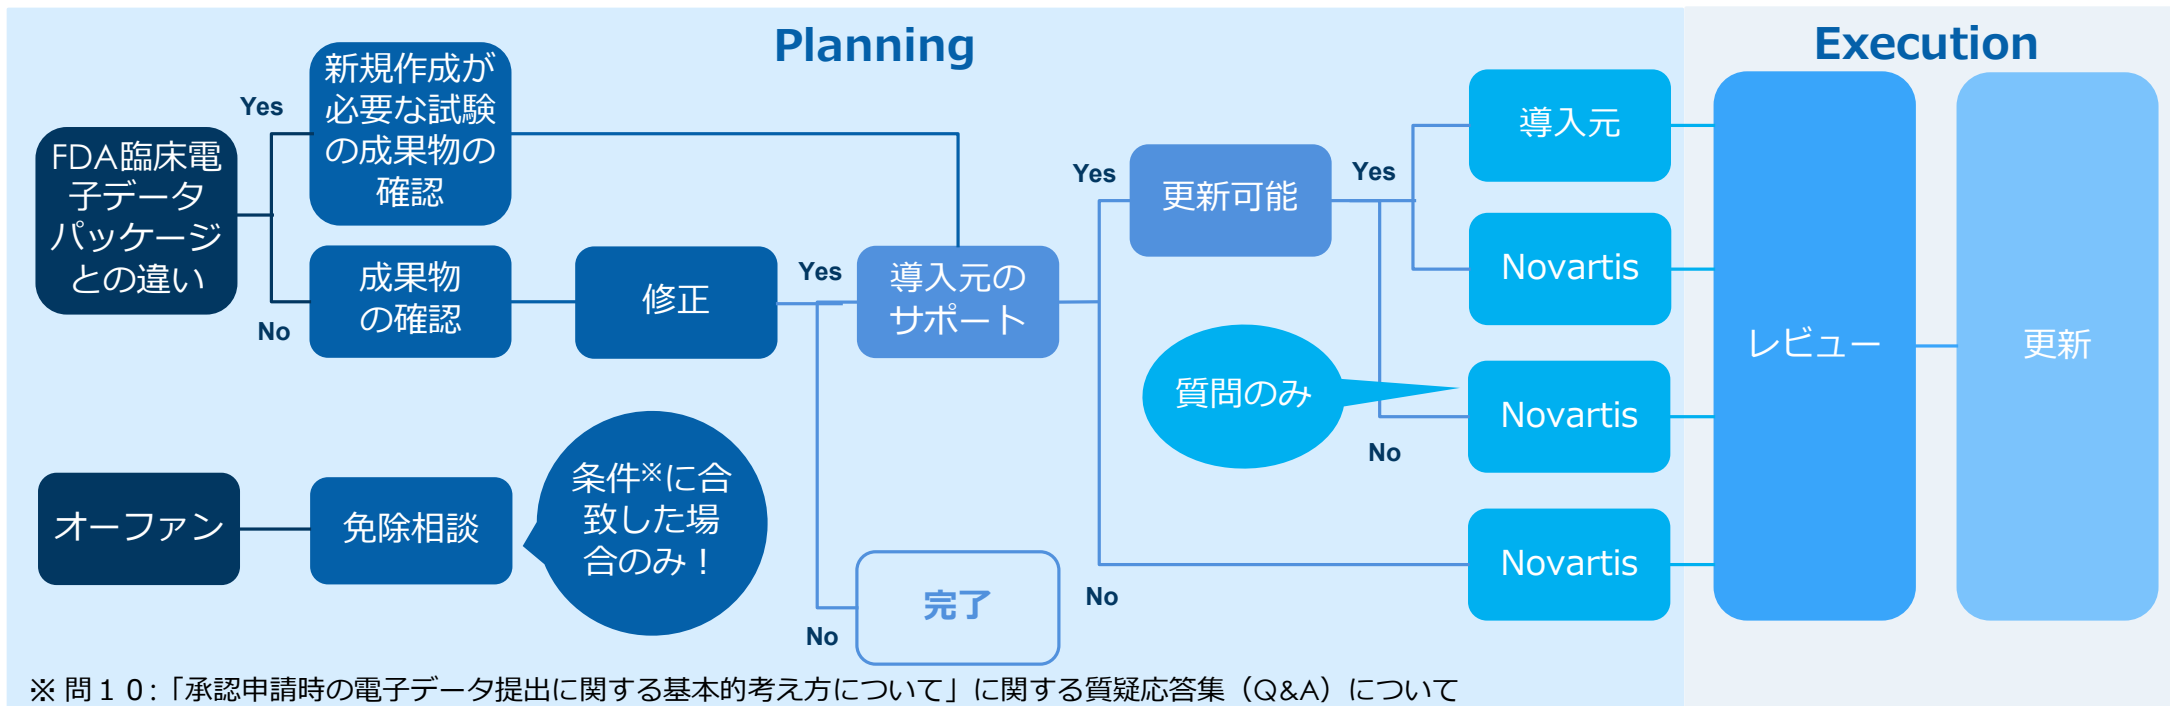 Planning
Execution
FDA臨床電
子データ
パッケージ
との違い
Yes
No
新規作成が
必要な試験
の成果物の
確認
成果物
の確認
修正
Yes
No
導入元の
サポート
完了
Yes
No
更新可能
Yes
No
質問のみ
導入元
Novartis
Novartis
Novartis
レビュー
更新
オーファン
免除相談
条件※に合
致した場
合のみ！
※ 問１０:「承認申請時の電子データ提出に関する基本的考え方について」に関する質疑応答集（Q&A）について